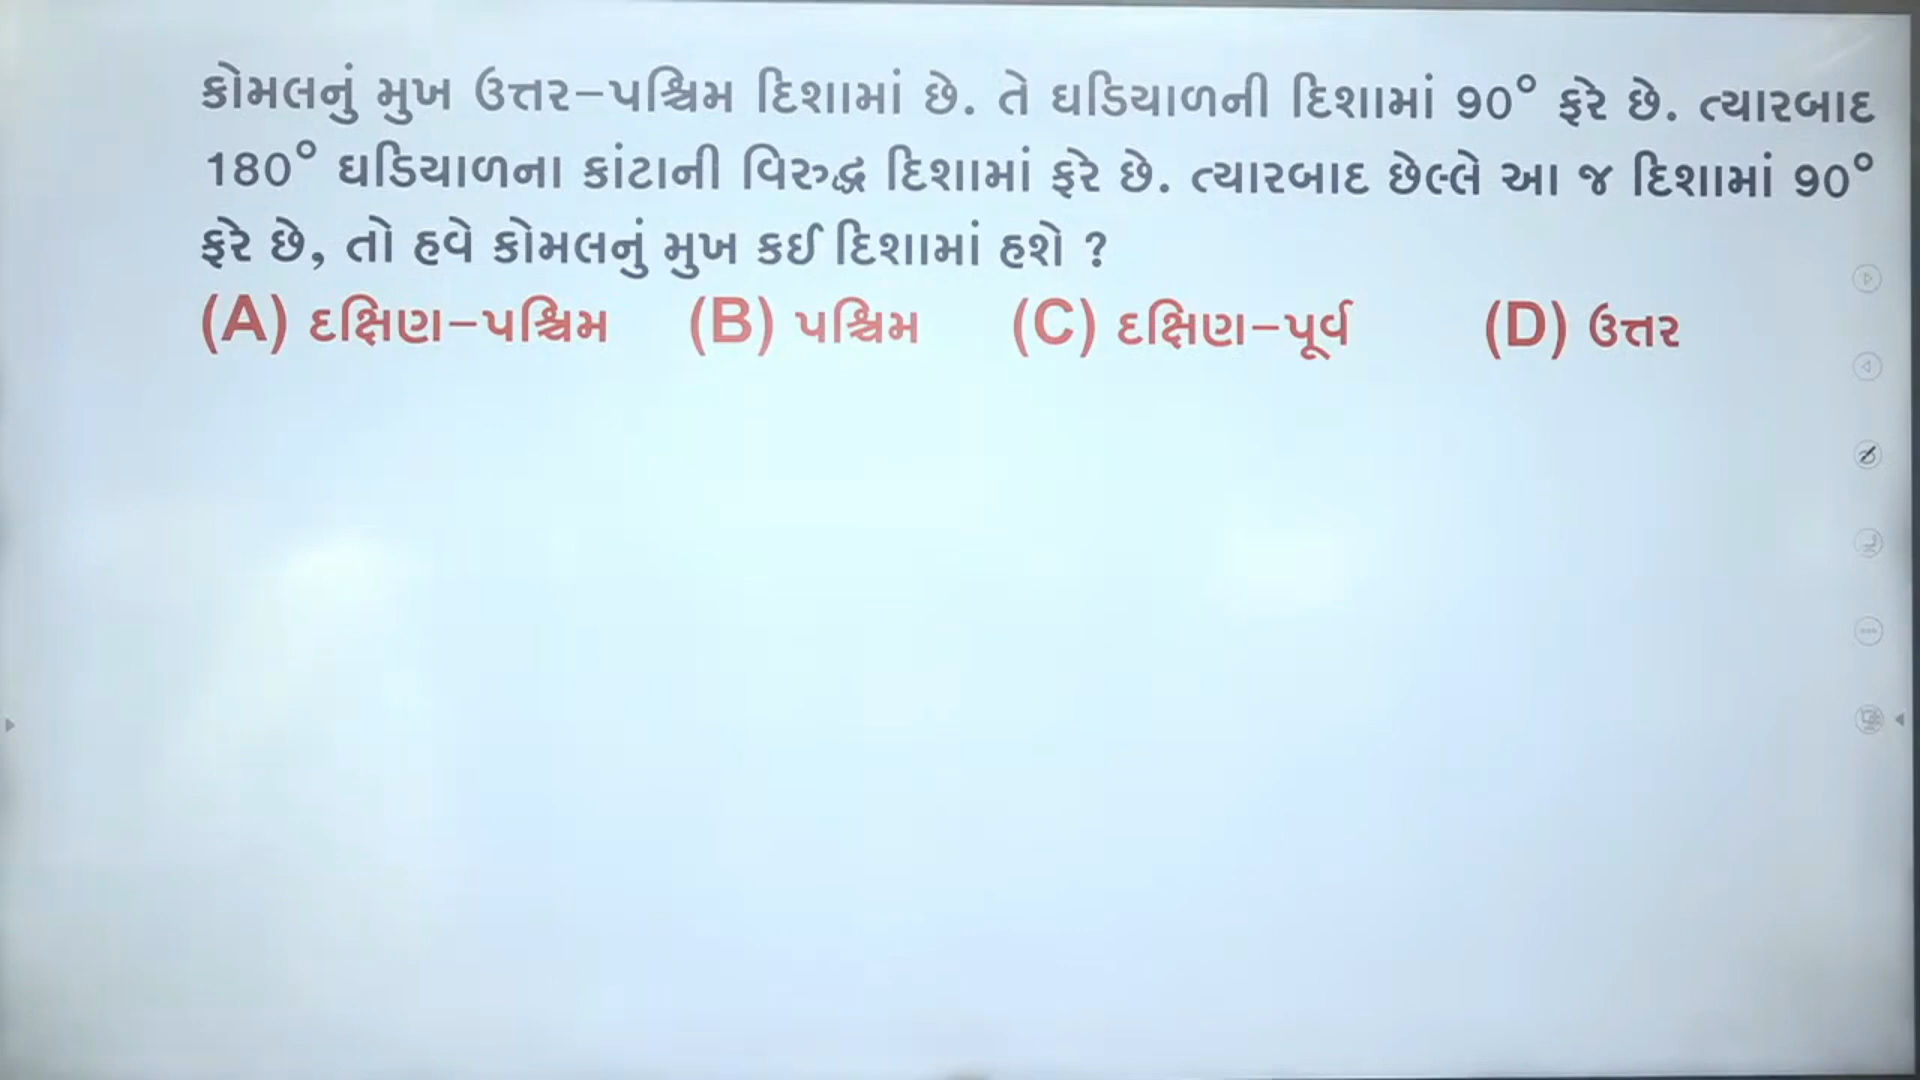 કોમલનું મુખ ઉત્તર–પશ્ચિમ દિશામાં છે. તે ઘડિયાળની દિશામાં 90° ફરે છે. ત્યારબાદ
180° ઘડિયાળના કાંટાની વિરુદ્ધ દિશામાં ફરે છે. ત્યારબાદ છેલ્લે આ જ દિશામાં 90°
ફરે છે, તો હવે કોમલનું મુખ કઈ દિશામાં હશે ?
(A) દક્ષિણ–પશ્ચિમ (B) પશ્ચિમ (C) દક્ષિણ–પૂર્વ (D) ઉત્તર